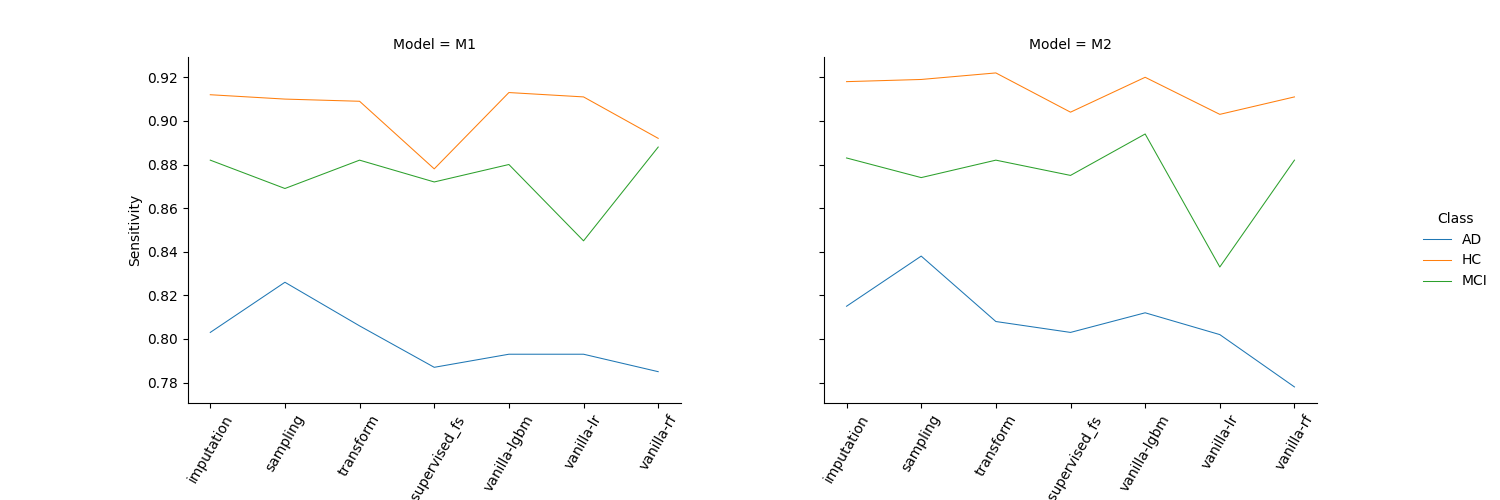 Model = M1
Model = M2
Sensitivity
0.92
0.90
0.88
0.86
0.84
0.82
0.80
0.78
imputation
sampling
transform
supervised_fs
vanilla-lgbm
vanilla-lr
vanilla-rf
imputation
sampling
transform
supervised_fs
vanilla-lgbm
vanilla-lr
vanilla-rf
Class
AD
HC
MCI